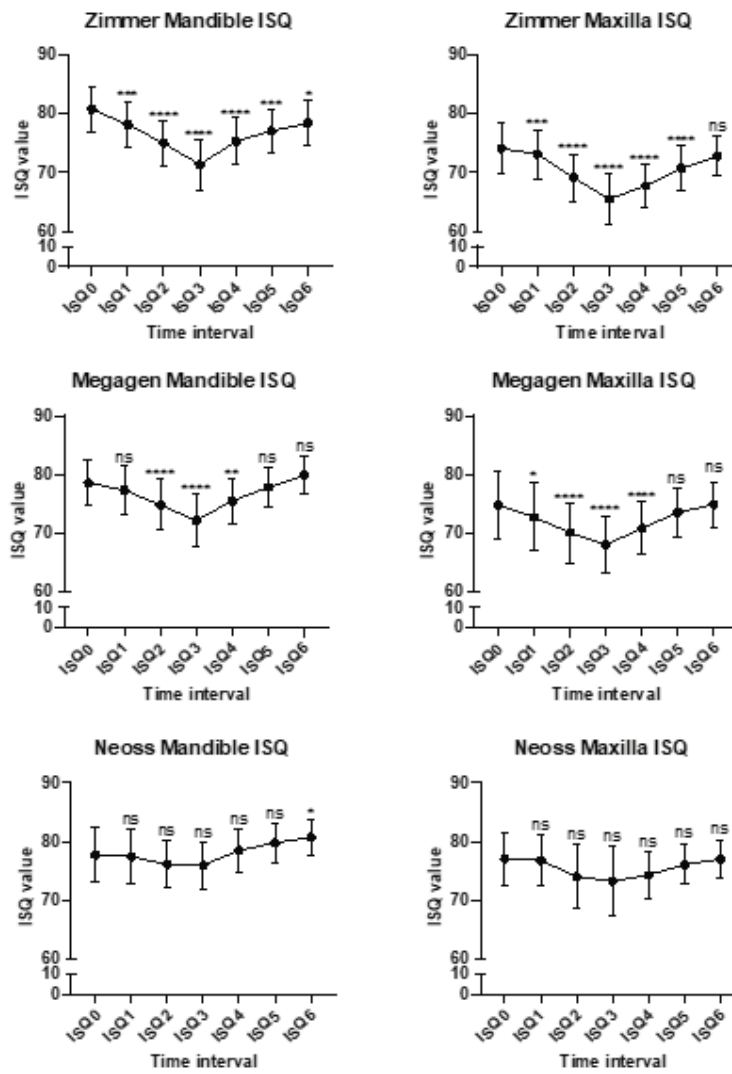 Zimmer Mandible ISQ
90
80
70
60
10
0
ISQ value
*** **** **** **** *** *
ISQ0 ISQ1 ISQ2 ISQ3 ISQ4 ISQ5 ISQ6
Time interval
Zimmer Maxilla ISQ
90
80
70
60
10
0
ISQ value
*** **** **** **** **** ns
ISQ0 ISQ1 ISQ2 ISQ3 ISQ4 ISQ5 ISQ6
Time interval
Megagen Mandible ISQ
90
80
70
60
10
0
ISQ value
ns **** **** ** ns ns
ISQ0 ISQ1 ISQ2 ISQ3 ISQ4 ISQ5 ISQ6
Time interval
Megagen Maxilla ISQ
90
80
70
60
10
0
ISQ value
* **** **** **** ns ns
ISQ0 ISQ1 ISQ2 ISQ3 ISQ4 ISQ5 ISQ6
Time interval
Neoss Mandible ISQ
90
80
70
60
10
0
ISQ value
ns ns ns ns ns *
ISQ0 ISQ1 ISQ2 ISQ3 ISQ4 ISQ5 ISQ6
Time interval
Neoss Maxilla ISQ
90
80
70
60
10
0
ISQ value
ns ns ns ns ns ns
ISQ0 ISQ1 ISQ2 ISQ3 ISQ4 ISQ5 ISQ6
Time interval